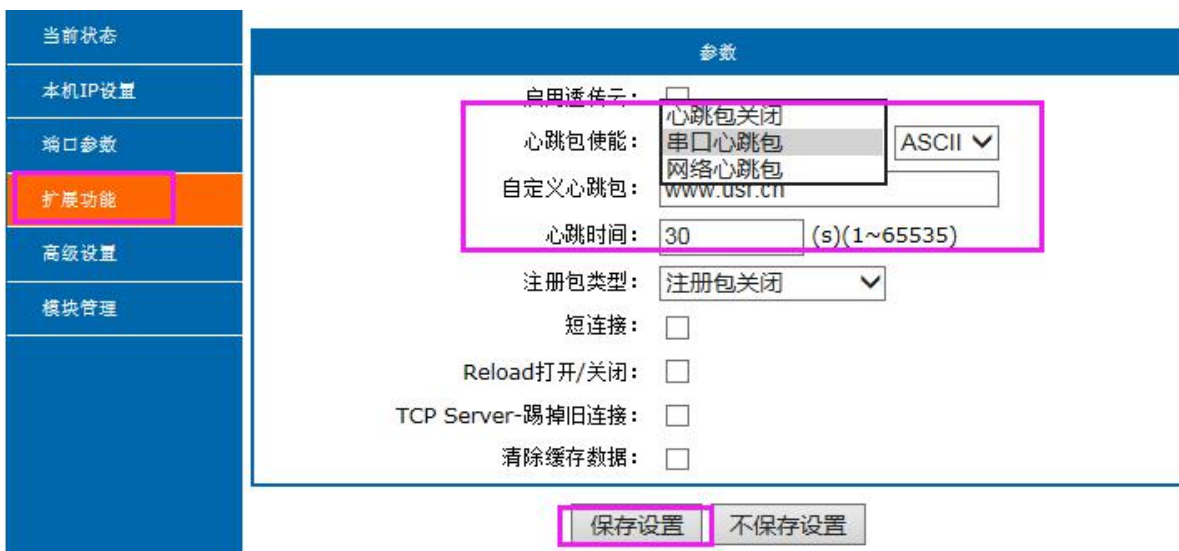 当前状态
本机IP设置
端口参数
扩展功能
高级设置
模块管理
参数
启用透传云：
心跳包使能：
心跳包关闭
串口心跳包
网络心跳包
ASCII
自定义心跳包：
www.usr.cn
心跳时间：
30
(s)(1~65535)
注册包类型：
注册包关闭
短连接：
Reload打开/关闭：
TCP Server-踢掉旧连接：
清除缓存数据：
保存设置
不保存设置